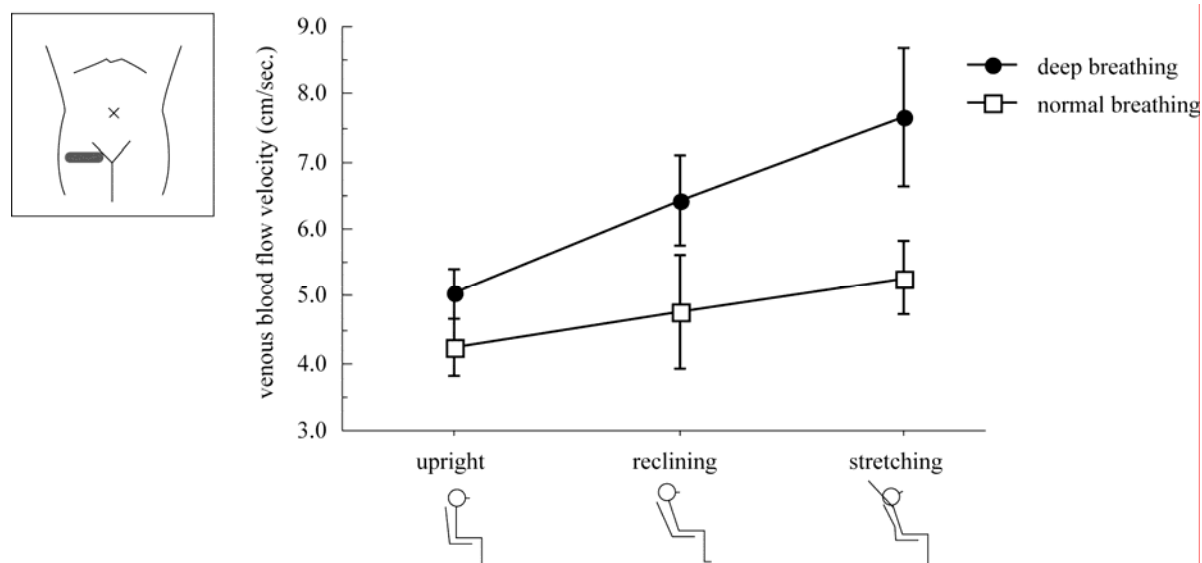 venous blood flow velocity (cm/sec.)
9.0
8.0
7.0
6.0
5.0
4.0
3.0
upright
reclining
stretching
deep breathing
normal breathing